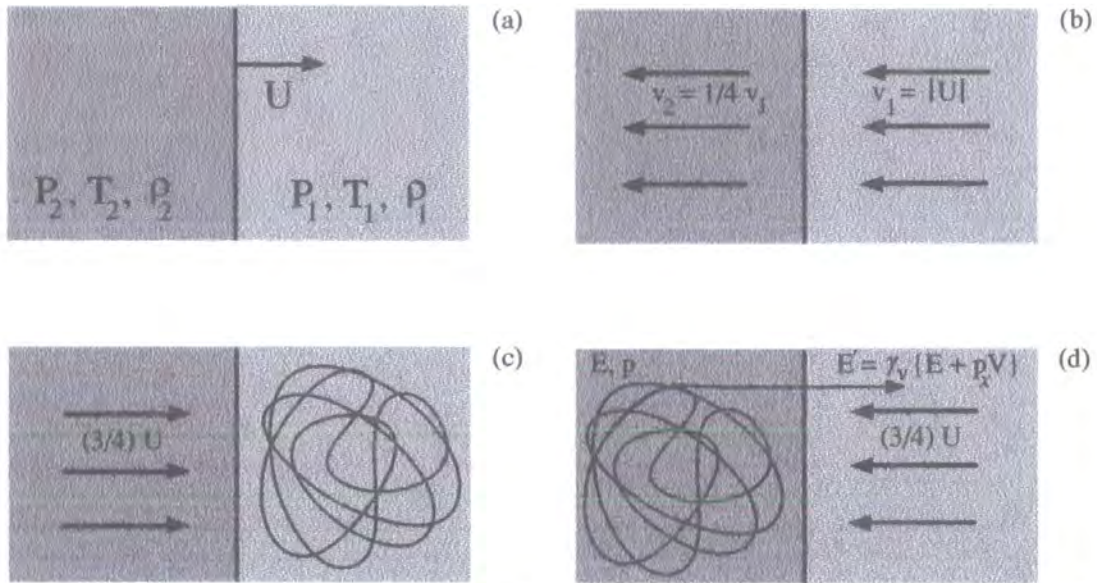 (a)
U
P₂, T₂, ρ₂
P₁, T₁, ρ₁
(b)
v₂ = 1/4 v₁
v₁ = |U|
(c)
(3/4) U
(d)
E, p
E′ = γᵥ {E + pₓV}
(3/4) U